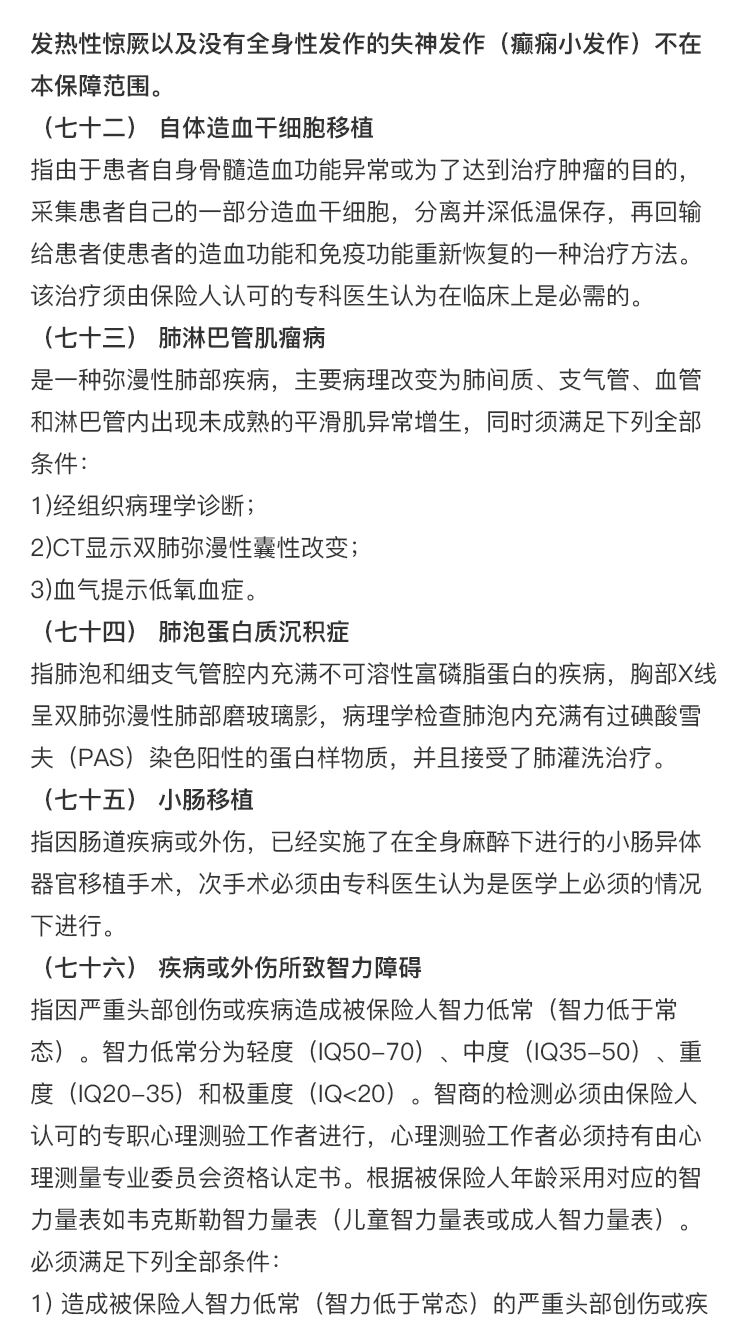 发热性惊厥以及没有全身性发作的失神发作（癫痫小发作）不在
本保障范围。
（七十二） 自体造血干细胞移植
指由于患者自身骨髓造血功能异常或为了达到治疗肿瘤的目的，
采集患者自己的一部分造血干细胞，分离并深低温保存，再回输
给患者使患者的造血功能和免疫功能重新恢复的一种治疗方法。
该治疗须由保险人认可的专科医生认为在临床上是必需的。
（七十三） 肺淋巴管肌瘤病
是一种弥漫性肺部疾病，主要病理改变为肺间质、支气管、血管
和淋巴管内出现未成熟的平滑肌异常增生，同时须满足下列全部
条件：
1)经组织病理学诊断；
2)CT显示双肺弥漫性囊性改变；
3)血气提示低氧血症。
（七十四） 肺泡蛋白质沉积症
指肺泡和细支气管腔内充满不可溶性富磷脂蛋白的疾病，胸部X线
呈双肺弥漫性肺部磨玻璃影，病理学检查肺泡内充满有过碘酸雪
夫（PAS）染色阳性的蛋白样物质，并且接受了肺灌洗治疗。
（七十五） 小肠移植
指因肠道疾病或外伤，已经实施了在全身麻醉下进行的小肠异体
器官移植手术，次手术必须由专科医生认为是医学上必须的情况
下进行。
（七十六） 疾病或外伤所致智力障碍
指因严重头部创伤或疾病造成被保险人智力低常（智力低于常
态）。智力低常分为轻度（IQ50-70）、中度（IQ35-50）、重
度（IQ20-35）和极重度（IQ<20）。智商的检测必须由保险人
认可的专职心理测验工作者进行，心理测验工作者必须持有由心
理测量专业委员会资格认定书。根据被保险人年龄采用对应的智
力量表如韦克斯勒智力量表（儿童智力量表或成人智力量表）。
必须满足下列全部条件：
1) 造成被保险人智力低常（智力低于常态）的严重头部创伤或疾